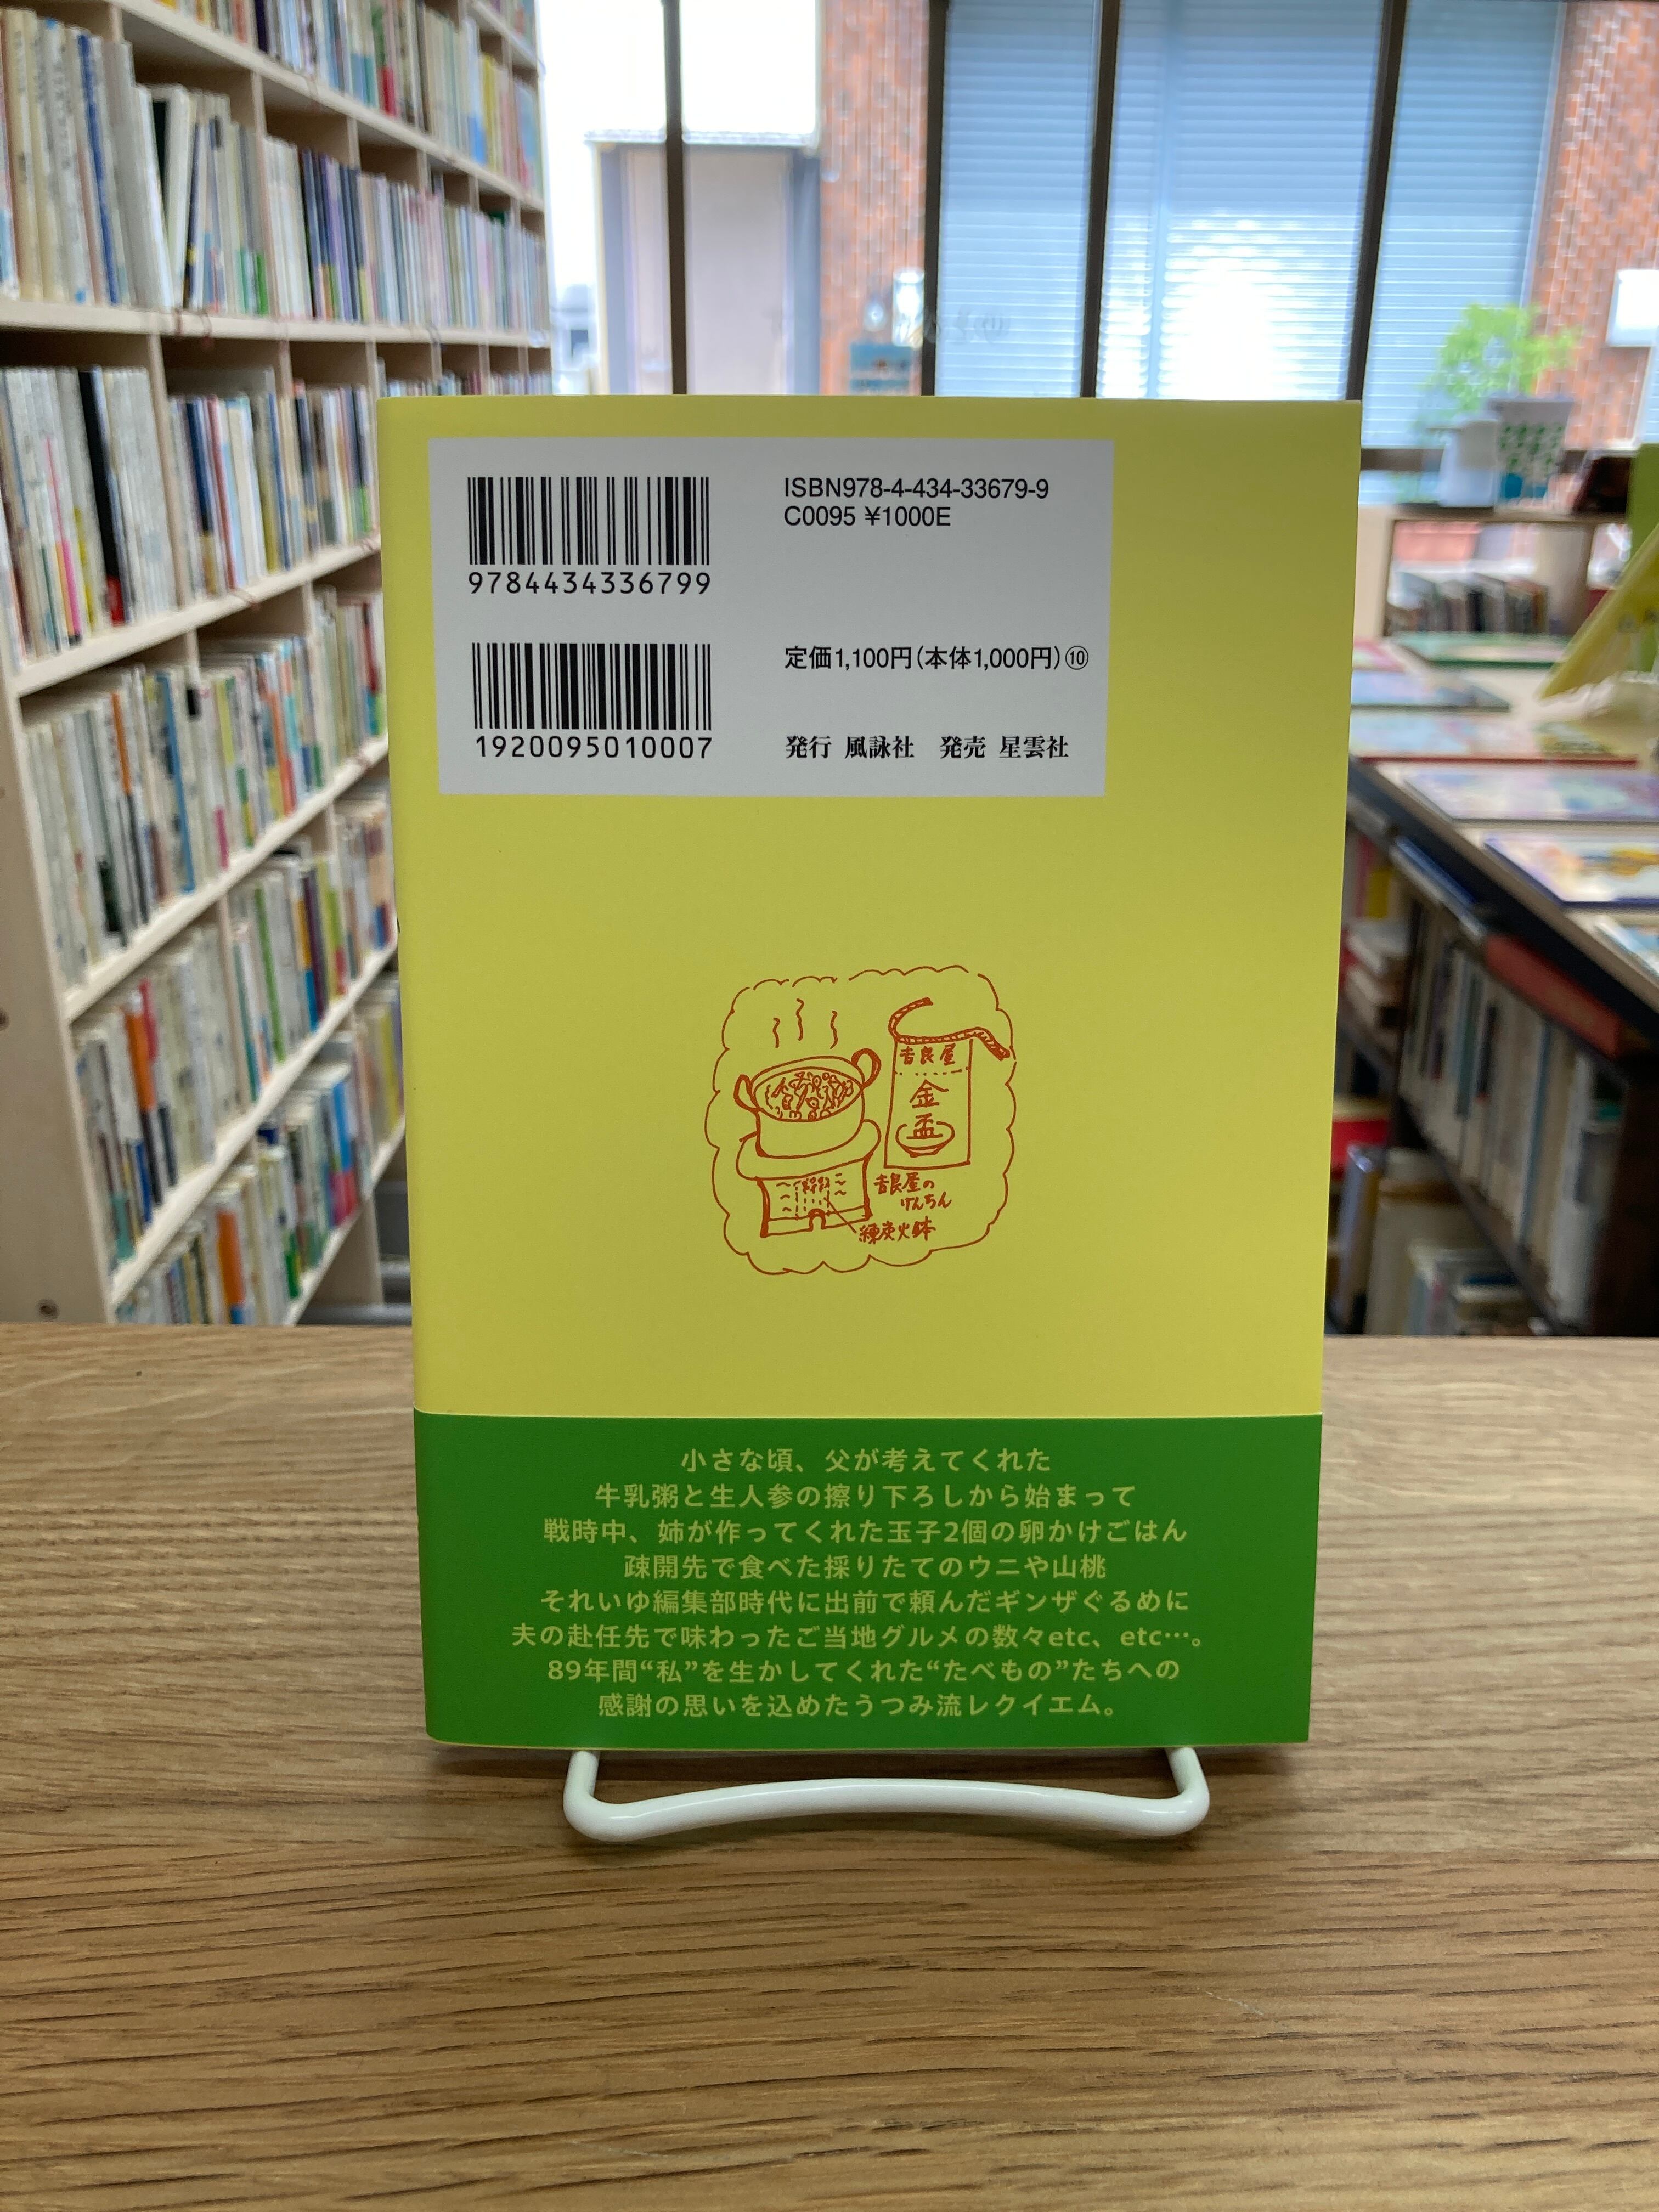 ISBN978-4-434-33679-9
C0095 ¥1000E
9784434336799
定価1,100円(本体1,000円)⑩
1920095010007
発行 風詠社 発売 星雲社
吉良屋
金
盃
吉良屋の
けんちん
練炭火鉢
小さな頃、父が考えてくれた
牛乳粥と生人参の擦り下ろしから始まって
戦時中、姉が作ってくれた玉子2個の卵かけごはん
疎開先で食べた採りたてのウニや山桃
それいゆ編集部時代に出前で頼んだギンザぐるめに
夫の赴任先で味わったご当地グルメの数々etc、etc…。
89年間“私”を生かしてくれた“たべもの”たちへの
感謝の思いを込めたうつみ流レクイエム。